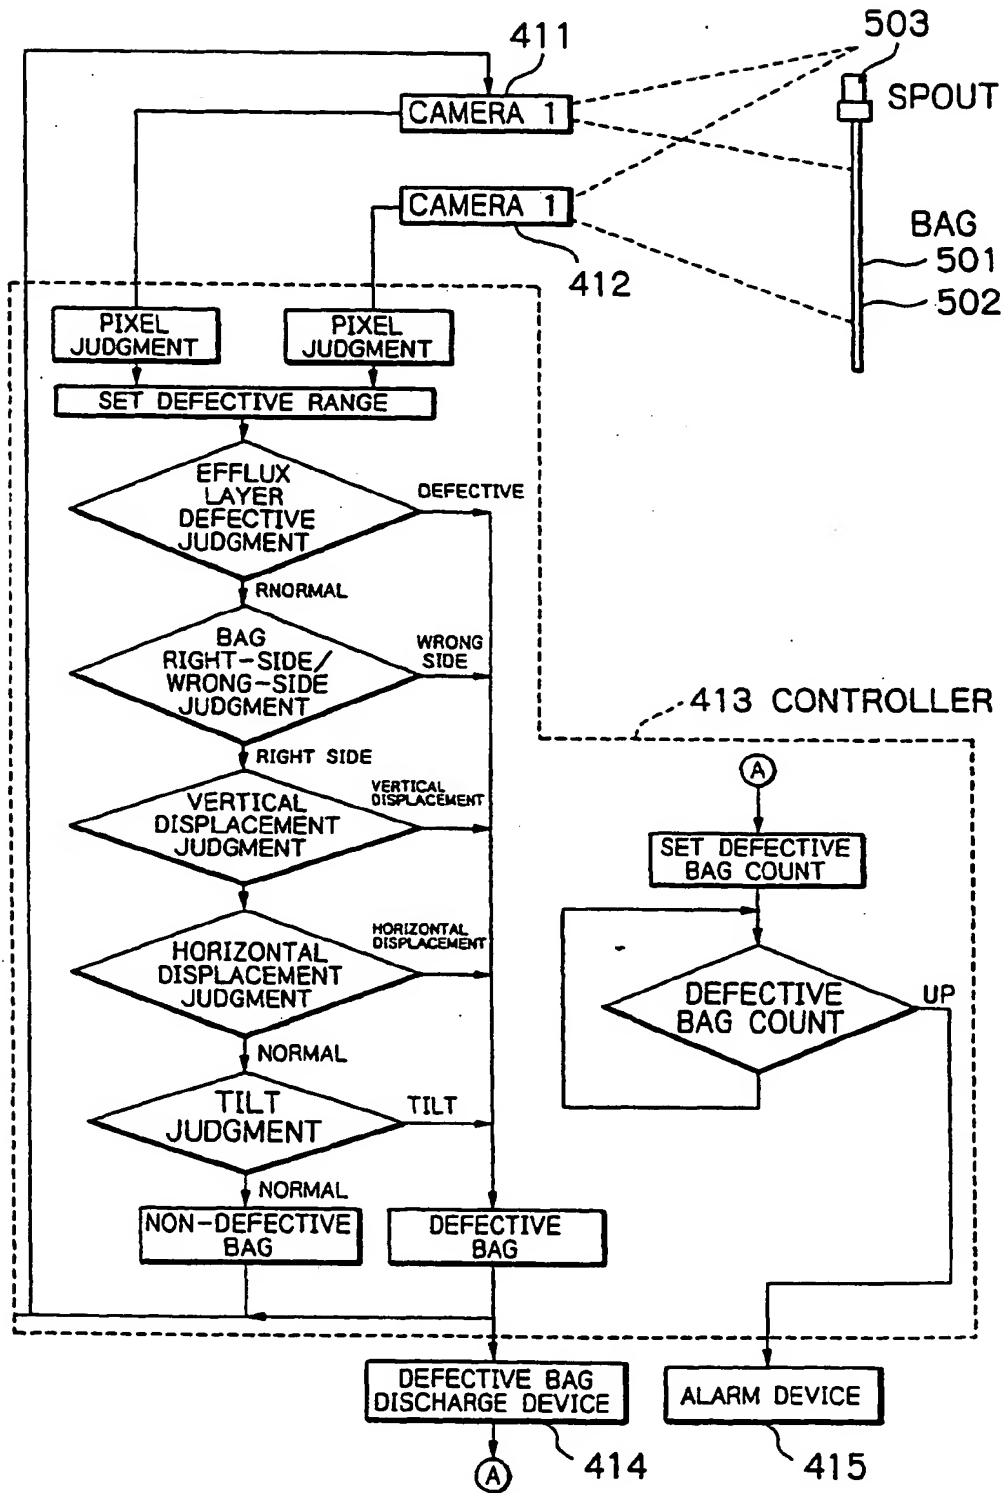 411
503
CAMERA 1
SPOUT
CAMERA 1
412
BAG
501
502
PIXEL
JUDGMENT
PIXEL
JUDGMENT
SET DEFECTIVE RANGE
EFFLUX
LAYER
DEFECTIVE
JUDGMENT
DEFECTIVE
RNORMAL
BAG
RIGHT-SIDE/
WRONG-SIDE
JUDGMENT
WRONG
SIDE
RIGHT SIDE
VERTICAL
DISPLACEMENT
JUDGMENT
VERTICAL
DISPLACEMENT
HORIZONTAL
DISPLACEMENT
JUDGMENT
HORIZONTAL
DISPLACEMENT
NORMAL
TILT
JUDGMENT
TILT
NORMAL
NON-DEFECTIVE
BAG
DEFECTIVE
BAG
413 CONTROLLER
A
SET DEFECTIVE
BAG COUNT
DEFECTIVE
BAG COUNT
UP
DEFECTIVE BAG
DISCHARGE DEVICE
414
A
ALARM DEVICE
415